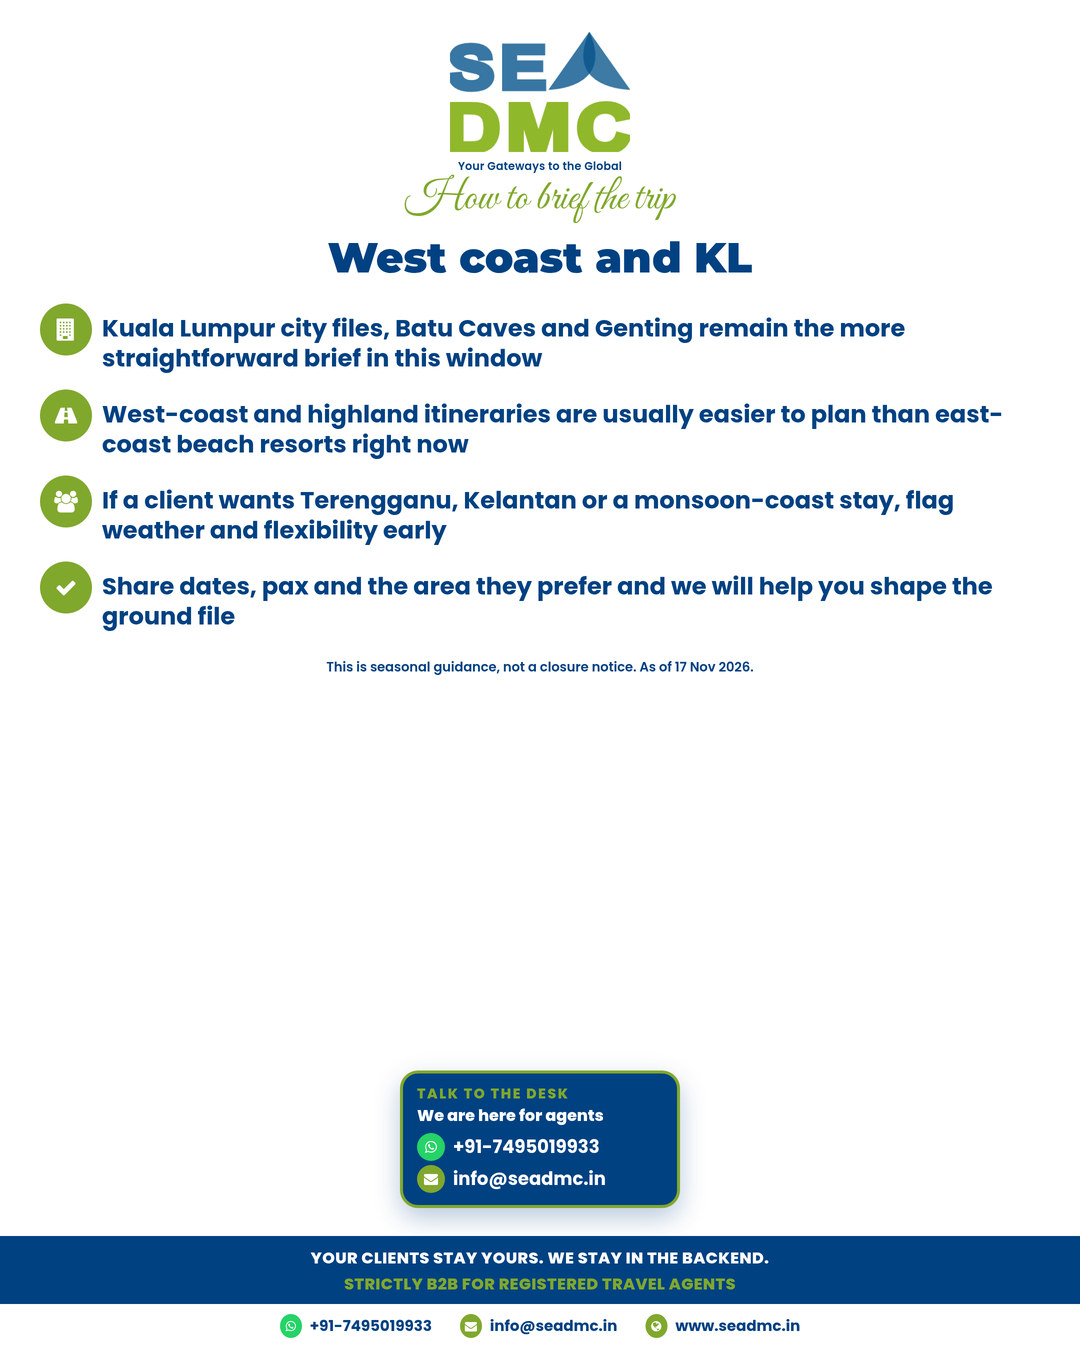 SEA
DMC
Your Gateways to the Global
How to brief the trip
West coast and KL
Kuala Lumpur city files, Batu Caves and Genting remain the more
straightforward brief in this window
West-coast and highland itineraries are usually easier to plan than east-
coast beach resorts right now
If a client wants Terengganu, Kelantan or a monsoon-coast stay, flag
weather and flexibility early
Share dates, pax and the area they prefer and we will help you shape the
ground file
This is seasonal guidance, not a closure notice. As of 17 Nov 2026.
TALK TO THE DESK
We are here for agents
+91-7495019933
info@seadmc.in
YOUR CLIENTS STAY YOURS. WE STAY IN THE BACKEND.
STRICTLY B2B FOR REGISTERED TRAVEL AGENTS
+91-7495019933 info@seadmc.in www.seadmc.in